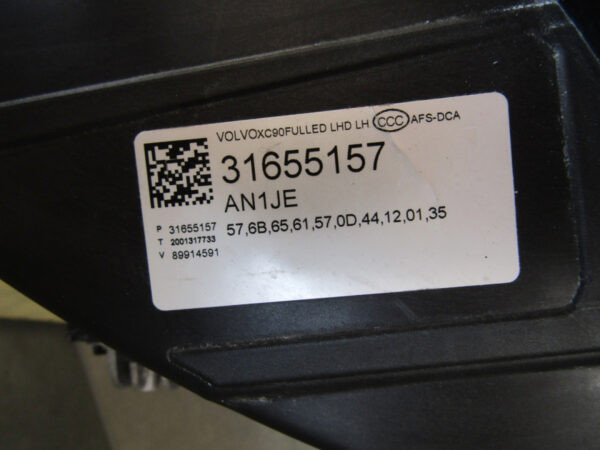 VOLVOXC90FULLED LHD LH CCC AFS-DCA
31655157
AN1JE
57,6B,65,61,57,0D,44,12,01,35
P 31655157
T 2001317733
V 89914591